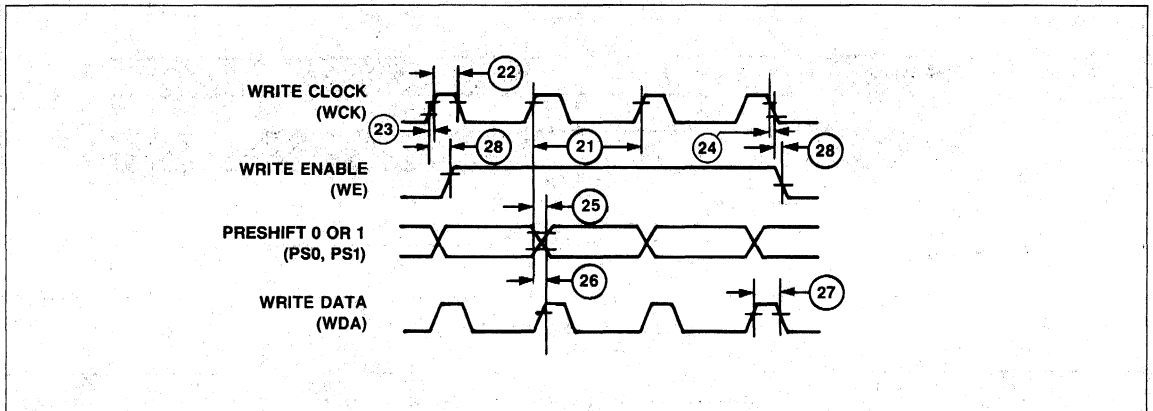 22
WRITE CLOCK
(WCK)
23
28
21
24
28
WRITE ENABLE
(WE)
25
PRESHIFT 0 OR 1
(PS0, PS1)
26
27
WRITE DATA
(WDA)